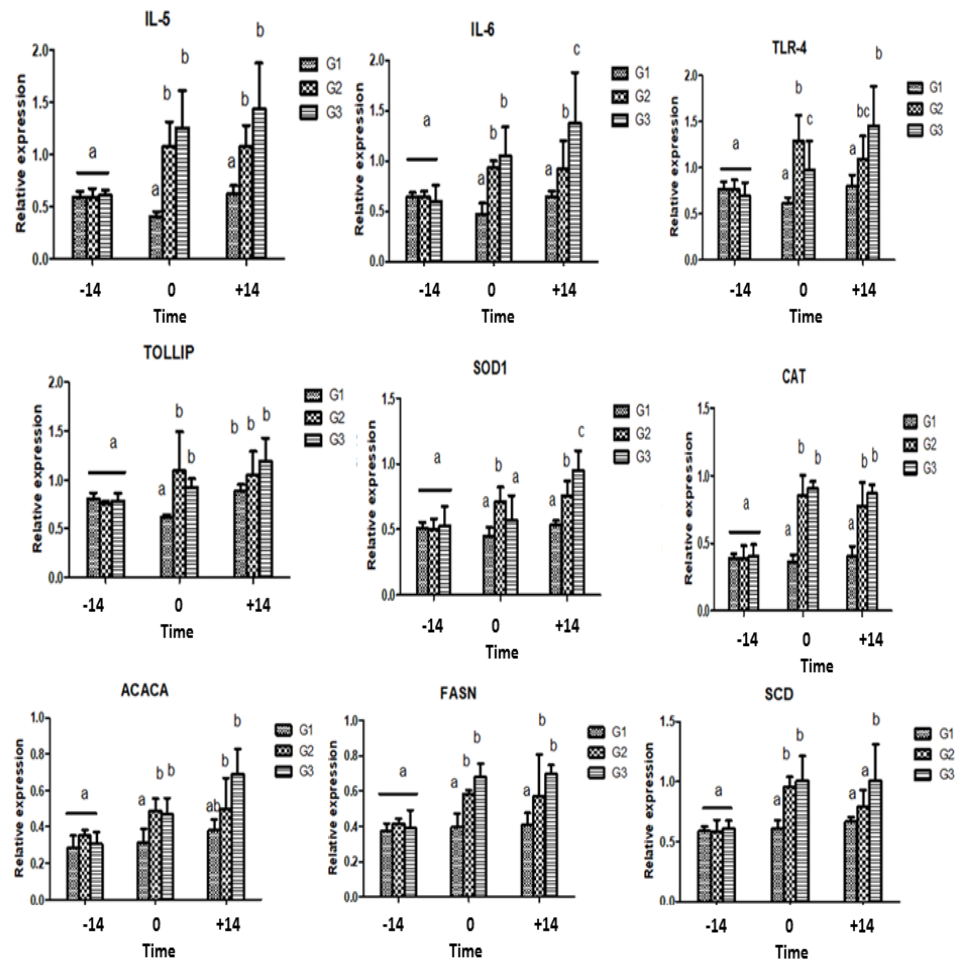 IL-5
Relative expression
2.0
1.5
1.0
0.5
0.0
a
a
b
b
a
b
b
-14
0
+14
Time
G1
G2
G3
IL-6
Relative expression
2.0
1.5
1.0
0.5
0.0
a
a
b
b
a
b
c
-14
0
+14
Time
G1
G2
G3
TLR-4
Relative expression
2.0
1.5
1.0
0.5
0.0
a
a
b
c
a
bc
b
-14
0
+14
Time
G1
G2
G3
TOLLIP
Relative expression
2.0
1.5
1.0
0.5
0.0
a
a
b
b
b
b
b
-14
0
+14
Time
G1
G2
G3
SOD1
Relative expression
1.5
1.0
0.5
0.0
a
a
b
a
a
b
c
-14
0
+14
Time
G1
G2
G3
CAT
Relative expression
1.5
1.0
0.5
0.0
a
a
b
b
a
b
b
-14
0
+14
Time
G1
G2
G3
ACACA
Relative expression
1.0
0.8
0.6
0.4
0.2
0.0
a
a
b
b
ab
b
b
-14
0
+14
Time
G1
G2
G3
FASN
Relative expression
1.0
0.8
0.6
0.4
0.2
0.0
a
a
b
b
a
b
b
-14
0
+14
Time
G1
G2
G3
SCD
Relative expression
1.5
1.0
0.5
0.0
a
a
b
b
a
a
b
-14
0
+14
Time
G1
G2
G3